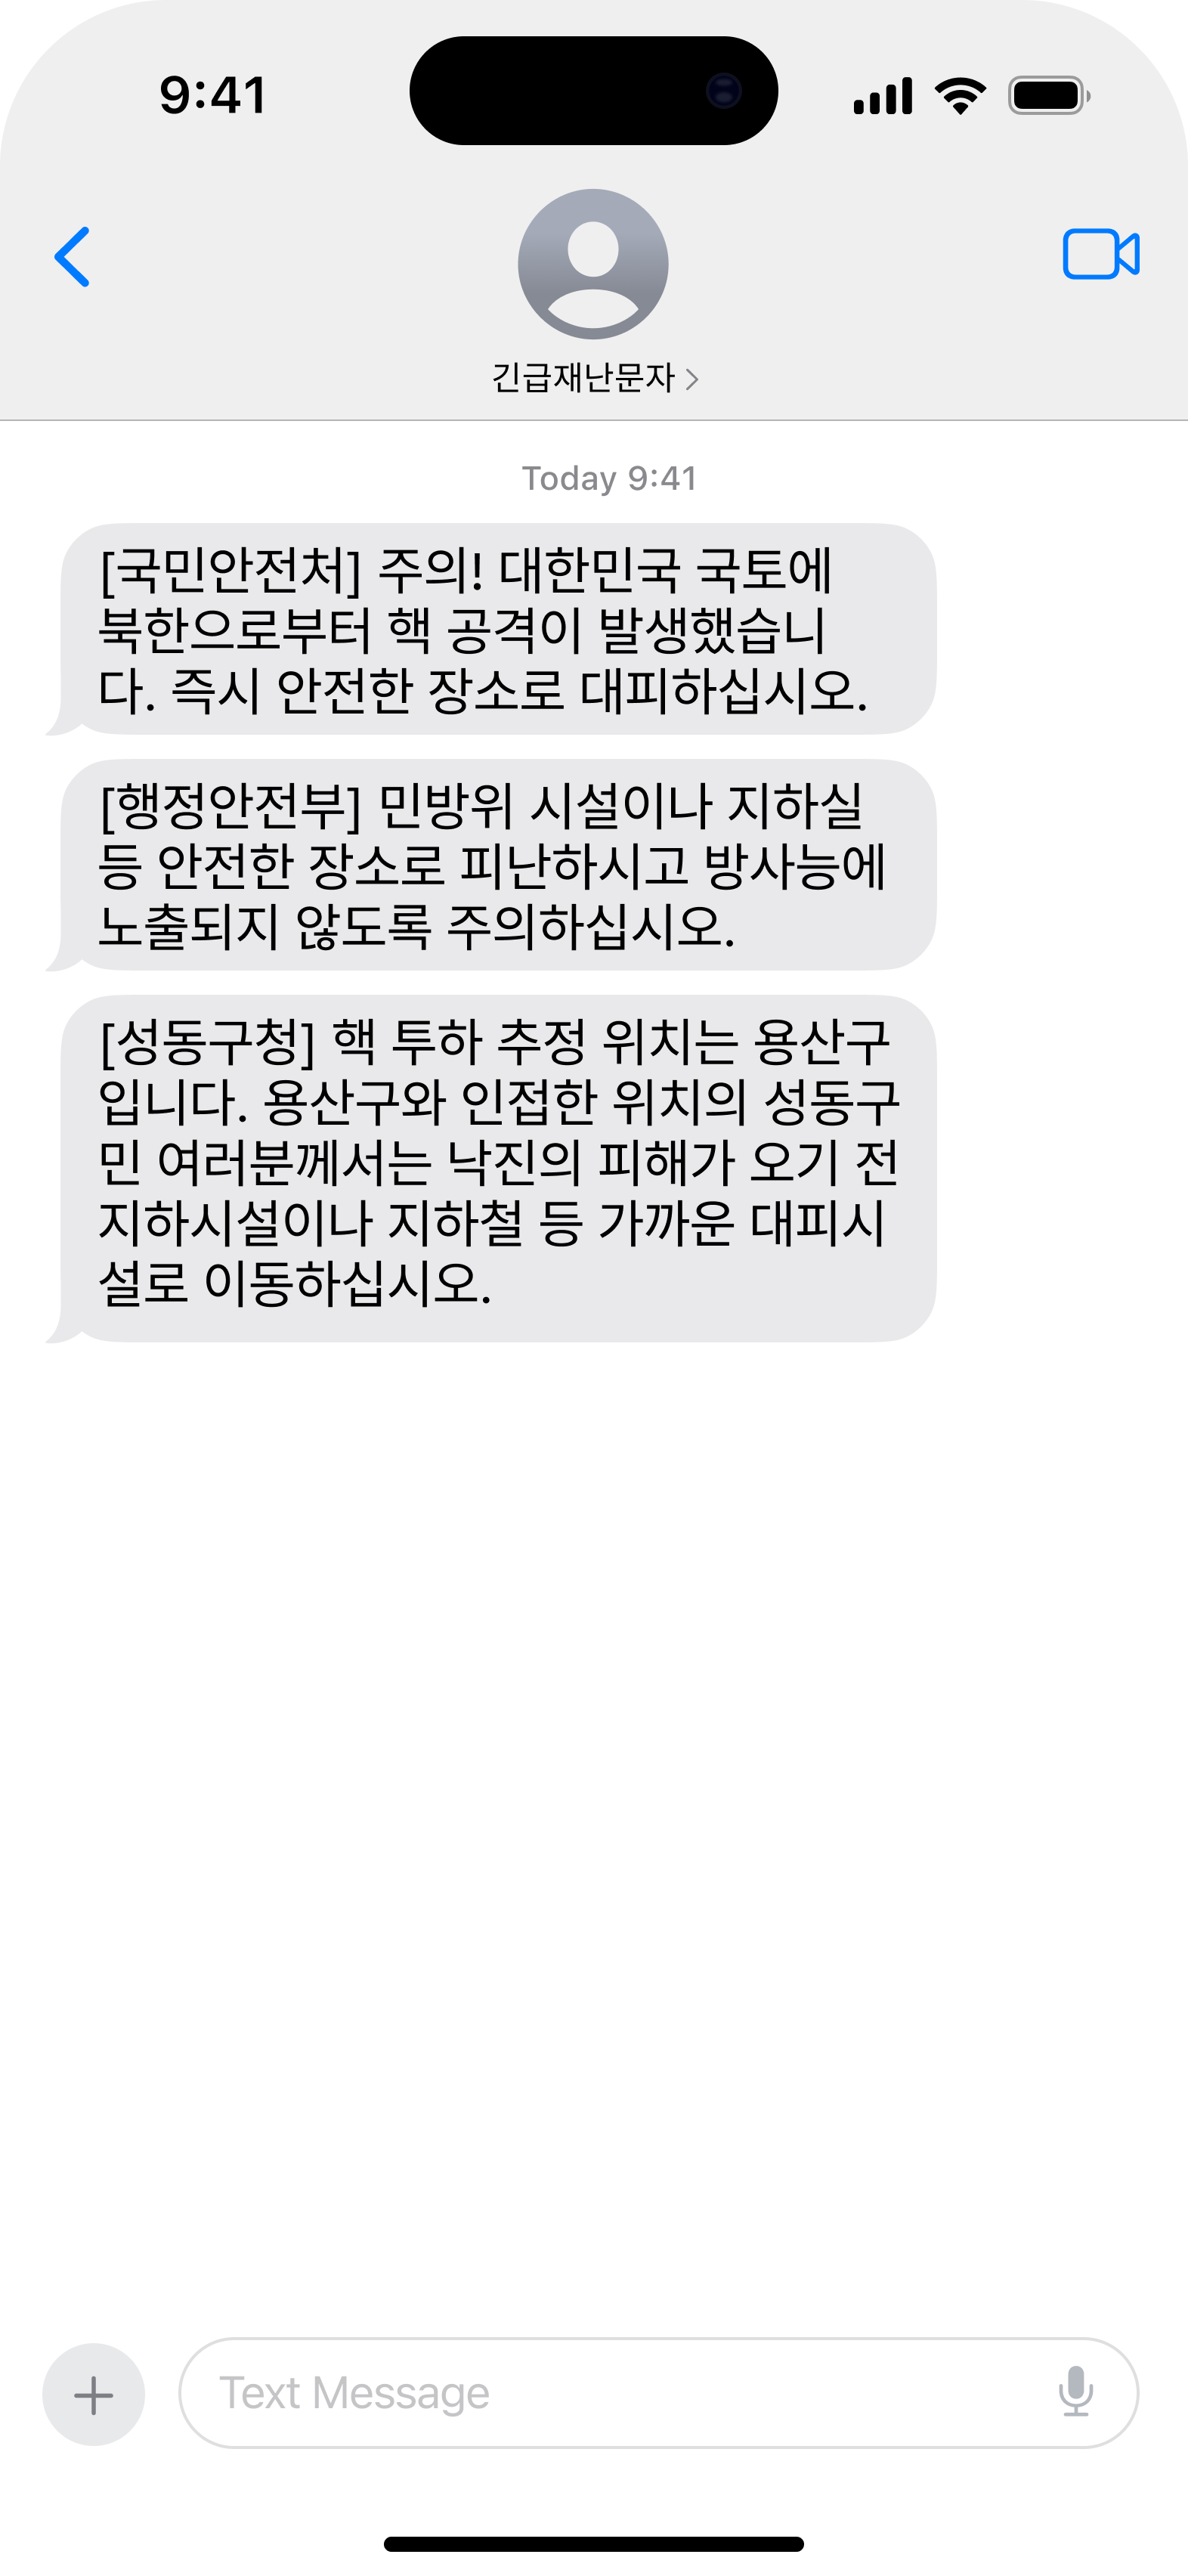 9:41
긴급재난문자
Today 9:41
[국민안전처] 주의! 대한민국 국토에
북한으로부터 핵 공격이 발생했습니
다. 즉시 안전한 장소로 대피하십시오.
[행정안전부] 민방위 시설이나 지하실
등 안전한 장소로 피난하시고 방사능에
노출되지 않도록 주의하십시오.
[성동구청] 핵 투하 추정 위치는 용산구
입니다. 용산구와 인접한 위치의 성동구
민 여러분께서는 낙진의 피해가 오기 전
지하시설이나 지하철 등 가까운 대피시
설로 이동하십시오.
Text Message